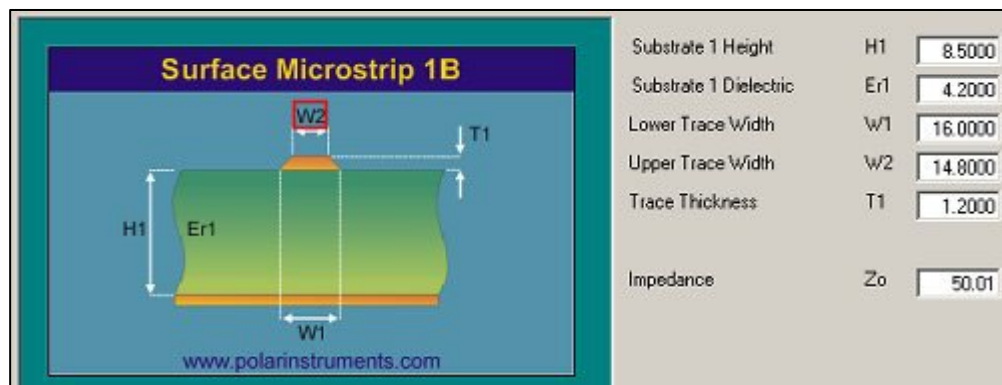 Surface Microstrip 1B
W2
T1
H1
Er1
W1
www.polarinstruments.com
Substrate 1 Height H1 8.5000
Substrate 1 Dielectric Er1 4.2000
Lower Trace Width W1 16.0000
Upper Trace Width W2 14.8000
Trace Thickness T1 1.2000
Impedance Zo 50.01